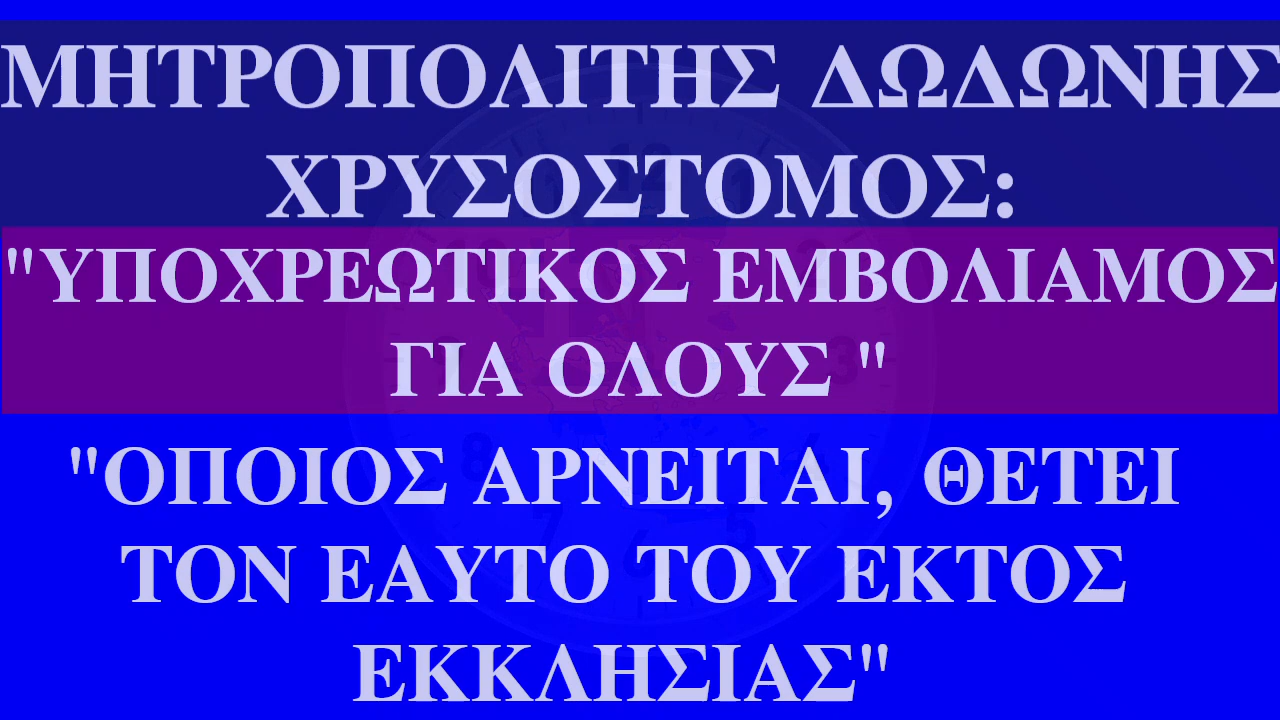 ΜΗΤΡΟΠΟΛΙΤΗΣ ΔΩΔΩΝΗΣ
ΧΡΥΣΟΣΤΟΜΟΣ:
"ΥΠΟΧΡΕΩΤΙΚΟΣ ΕΜΒΟΛΙΑΜΟΣ
ΓΙΑ ΟΛΟΥΣ "
"ΟΠΟΙΟΣ ΑΡΝΕΙΤΑΙ, ΘΕΤΕΙ
ΤΟΝ ΕΑΥΤΟ ΤΟΥ ΕΚΤΟΣ
ΕΚΚΛΗΣΙΑΣ"